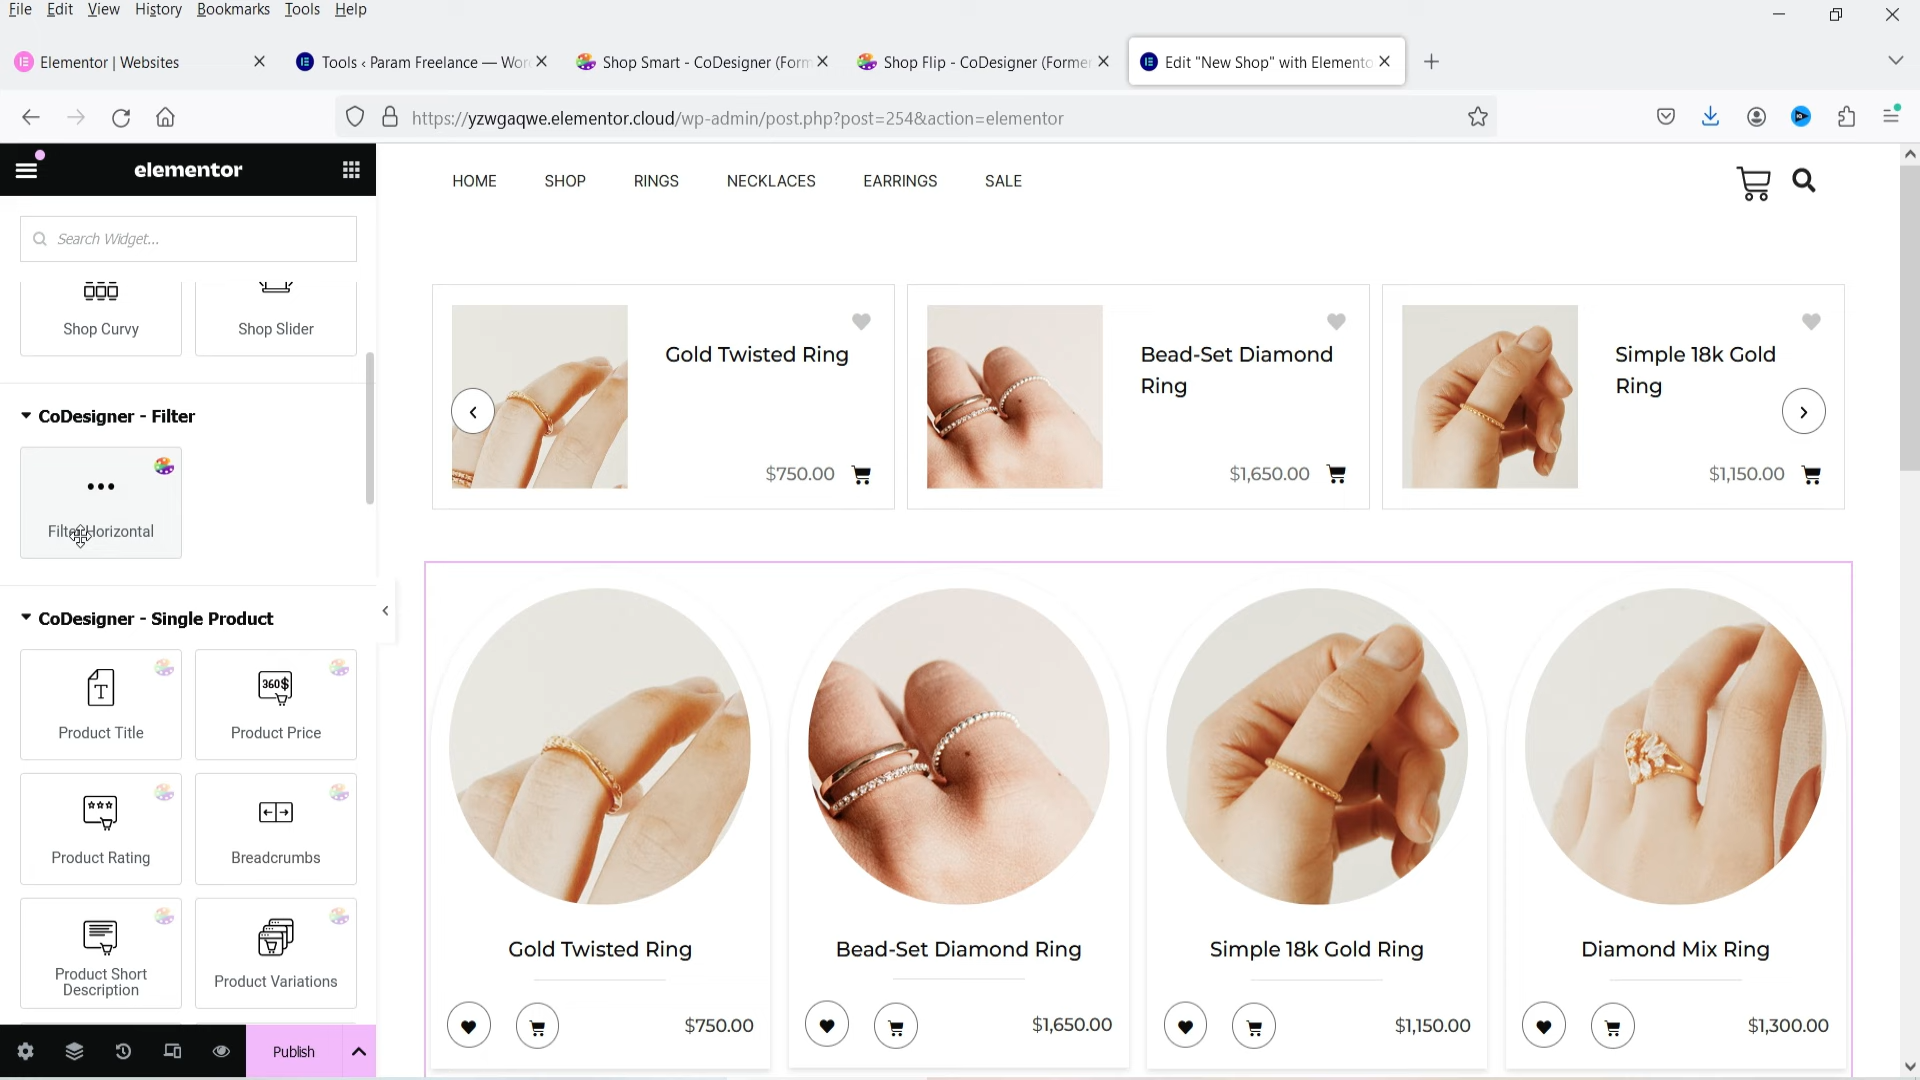 File Edit View History Bookmarks Tools Help
Elementor | Websites
Tools ‹ Param Freelance — Wor
Shop Smart - CoDesigner (Form
Shop Flip - CoDesigner (Former
Edit "New Shop" with Elemento
https://yzwgaqwe.elementor.cloud/wp-admin/post.php?post=254&action=elementor
elementor
HOME SHOP RINGS NECKLACES EARRINGS SALE
Search Widget...
Shop Curvy
Shop Slider
CoDesigner - Filter
Filter Horizontal
CoDesigner - Single Product
360$
Product Title
Product Price
Product Rating
Breadcrumbs
Product Short
Description
Product Variations
Publish
Gold Twisted Ring
$750.00
Bead-Set Diamond
Ring
$1,650.00
Simple 18k Gold
Ring
$1,150.00
Gold Twisted Ring
$750.00
Bead-Set Diamond Ring
$1,650.00
Simple 18k Gold Ring
$1,150.00
Diamond Mix Ring
$1,300.00